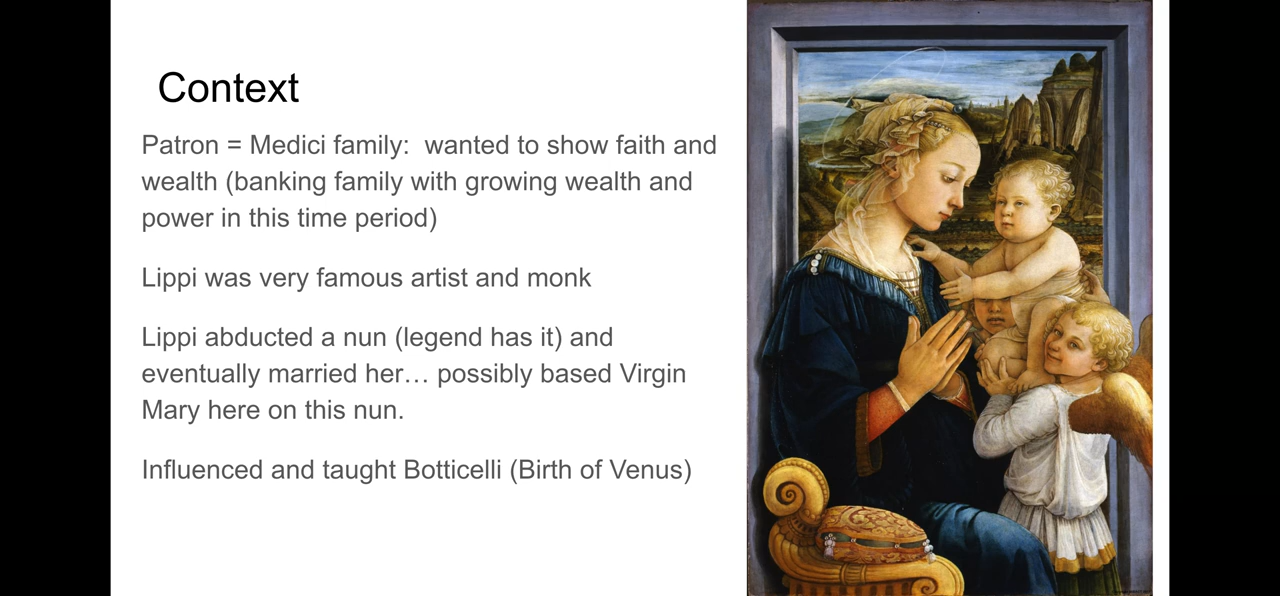 Context
Patron = Medici family:  wanted to show faith and
wealth (banking family with growing wealth and
power in this time period)
Lippi was very famous artist and monk
Lippi abducted a nun (legend has it) and
eventually married her… possibly based Virgin
Mary here on this nun.
Influenced and taught Botticelli (Birth of Venus)